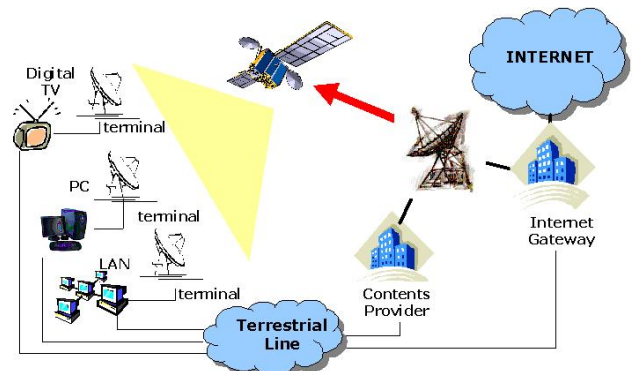 INTERNET
Digital
TV
terminal
PC
terminal
LAN
terminal
Internet
Gateway
Contents
Provider
Terrestrial
Line